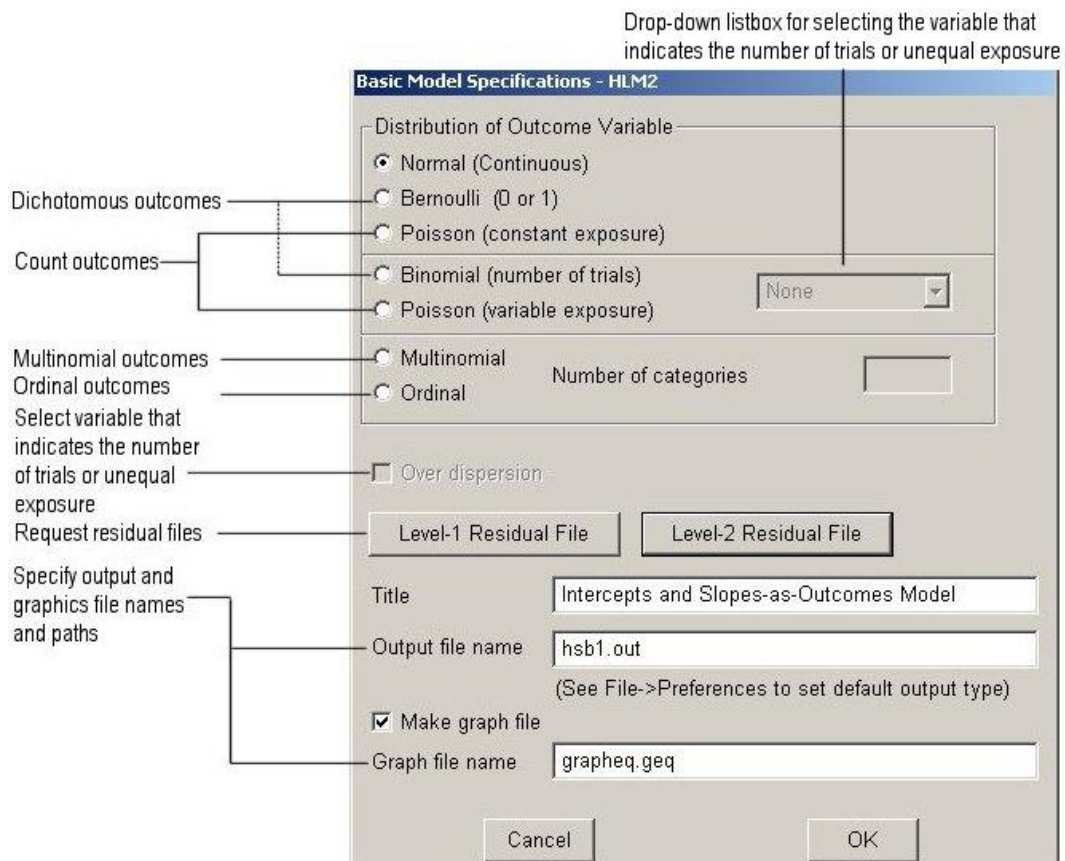 Drop-down listbox for selecting the variable that
indicates the number of trials or unequal exposure
Basic Model Specifications - HLM2
Distribution of Outcome Variable
Normal (Continuous)
Dichotomous outcomes
Bernoulli (0 or 1)
Count outcomes
Poisson (constant exposure)
Binomial (number of trials)
None
Poisson (variable exposure)
Multinomial outcomes
Multinomial
Ordinal outcomes
Ordinal
Number of categories
Select variable that
indicates the number
of trials or unequal
exposure
Over dispersion
Request residual files
Level-1 Residual File
Level-2 Residual File
Specify output and
graphics file names
and paths
Title
Intercepts and Slopes-as-Outcomes Model
Output file name
hsb1.out
(See File->Preferences to set default output type)
Make graph file
Graph file name
grapheq.geq
Cancel
OK